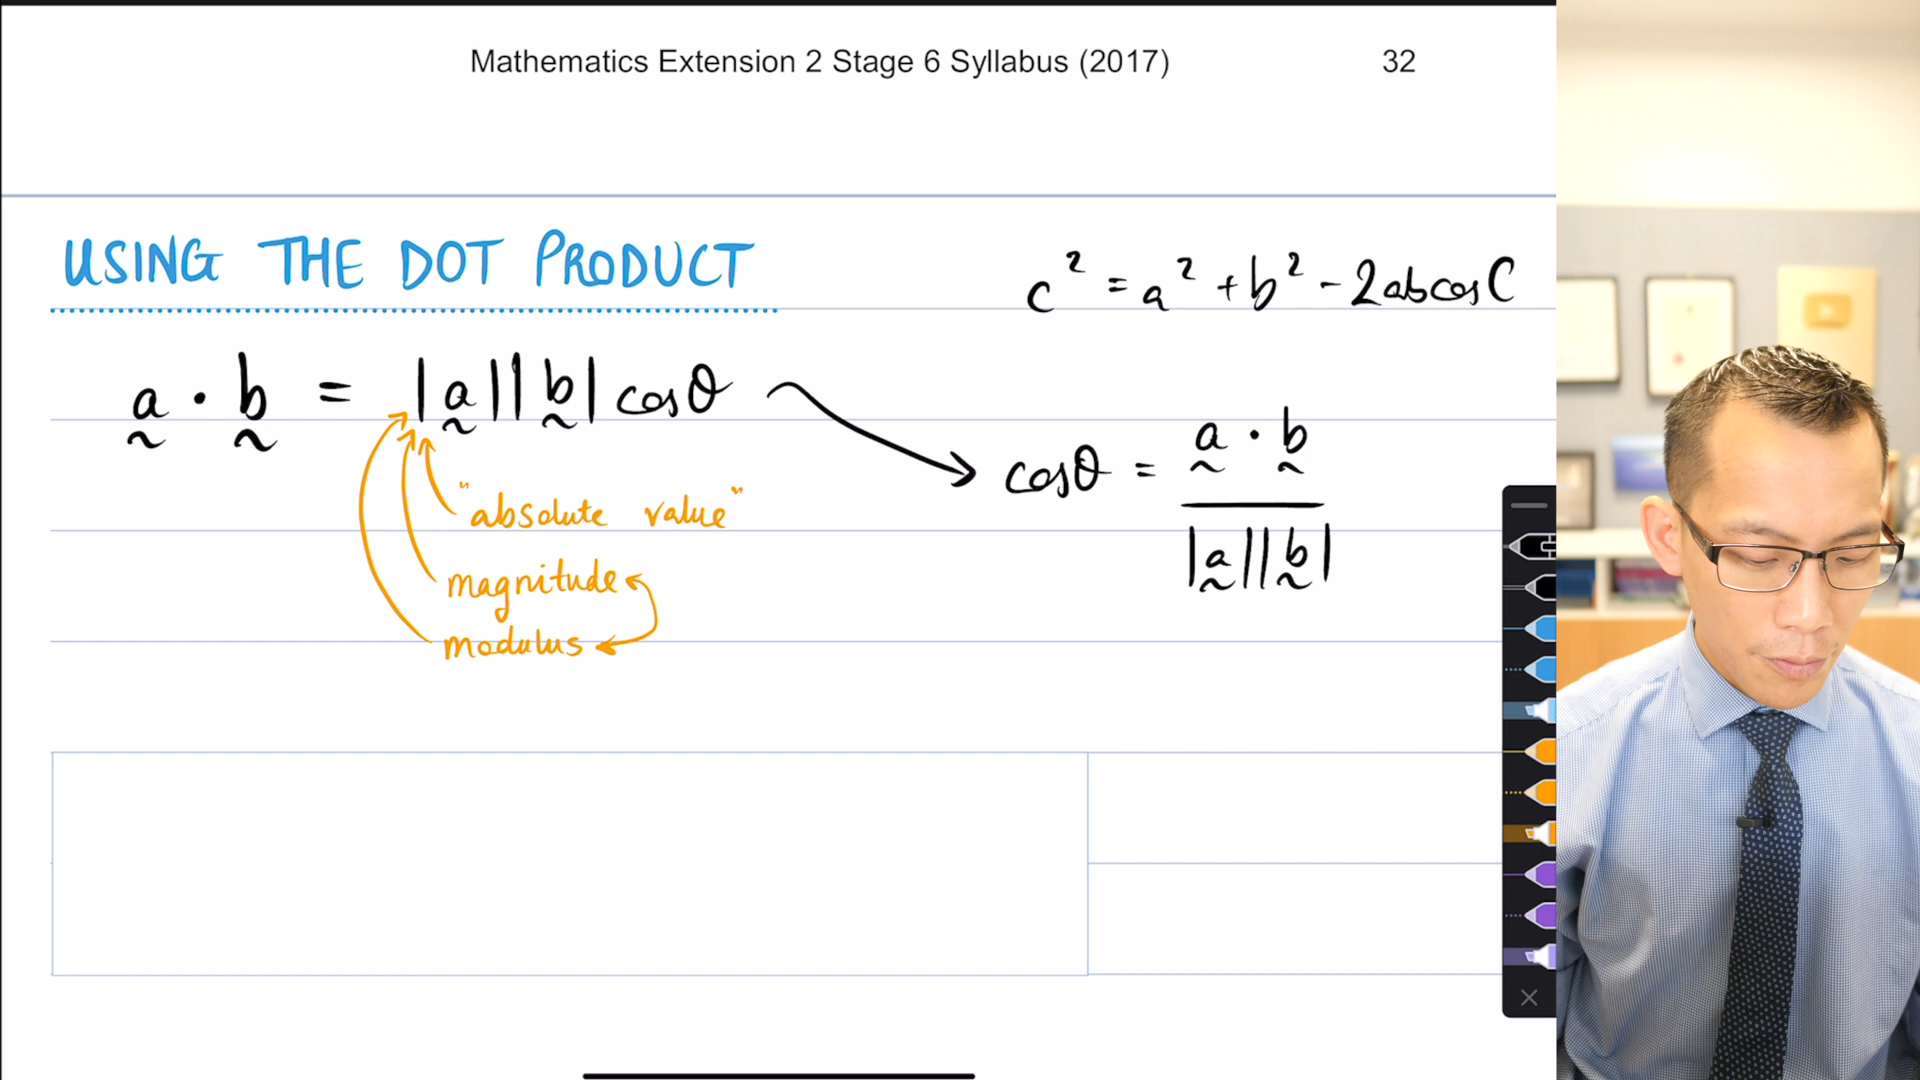 Mathematics Extension 2 Stage 6 Syllabus (2017) 32
USING THE DOT PRODUCT
c² = a² + b² - 2abcosC
a · b = |a||b|cosθ
cosθ = a · b
|a||b|
"absolute value"
magnitude
modulus